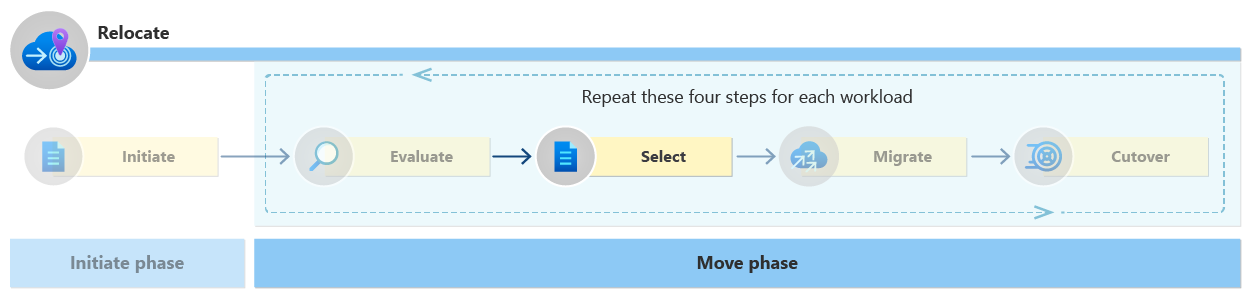 Relocate
Repeat these four steps for each workload
Initiate
Evaluate
Select
Migrate
Cutover
Initiate phase
Move phase